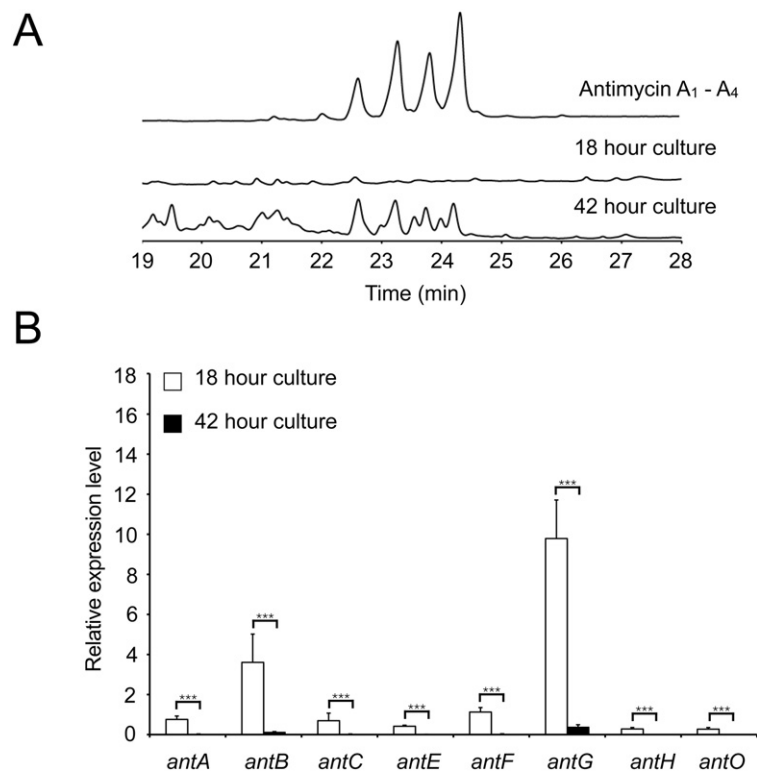 A
Antimycin A₁ - A₄
18 hour culture
42 hour culture
19 20 21 22 23 24 25 26 27 28
Time (min)
B
18 hour culture
42 hour culture
Relative expression level
18
16
14
12
10
8
6
4
2
0
*** *** *** *** *** *** *** ***
antA antB antC antE antF antG antH antO